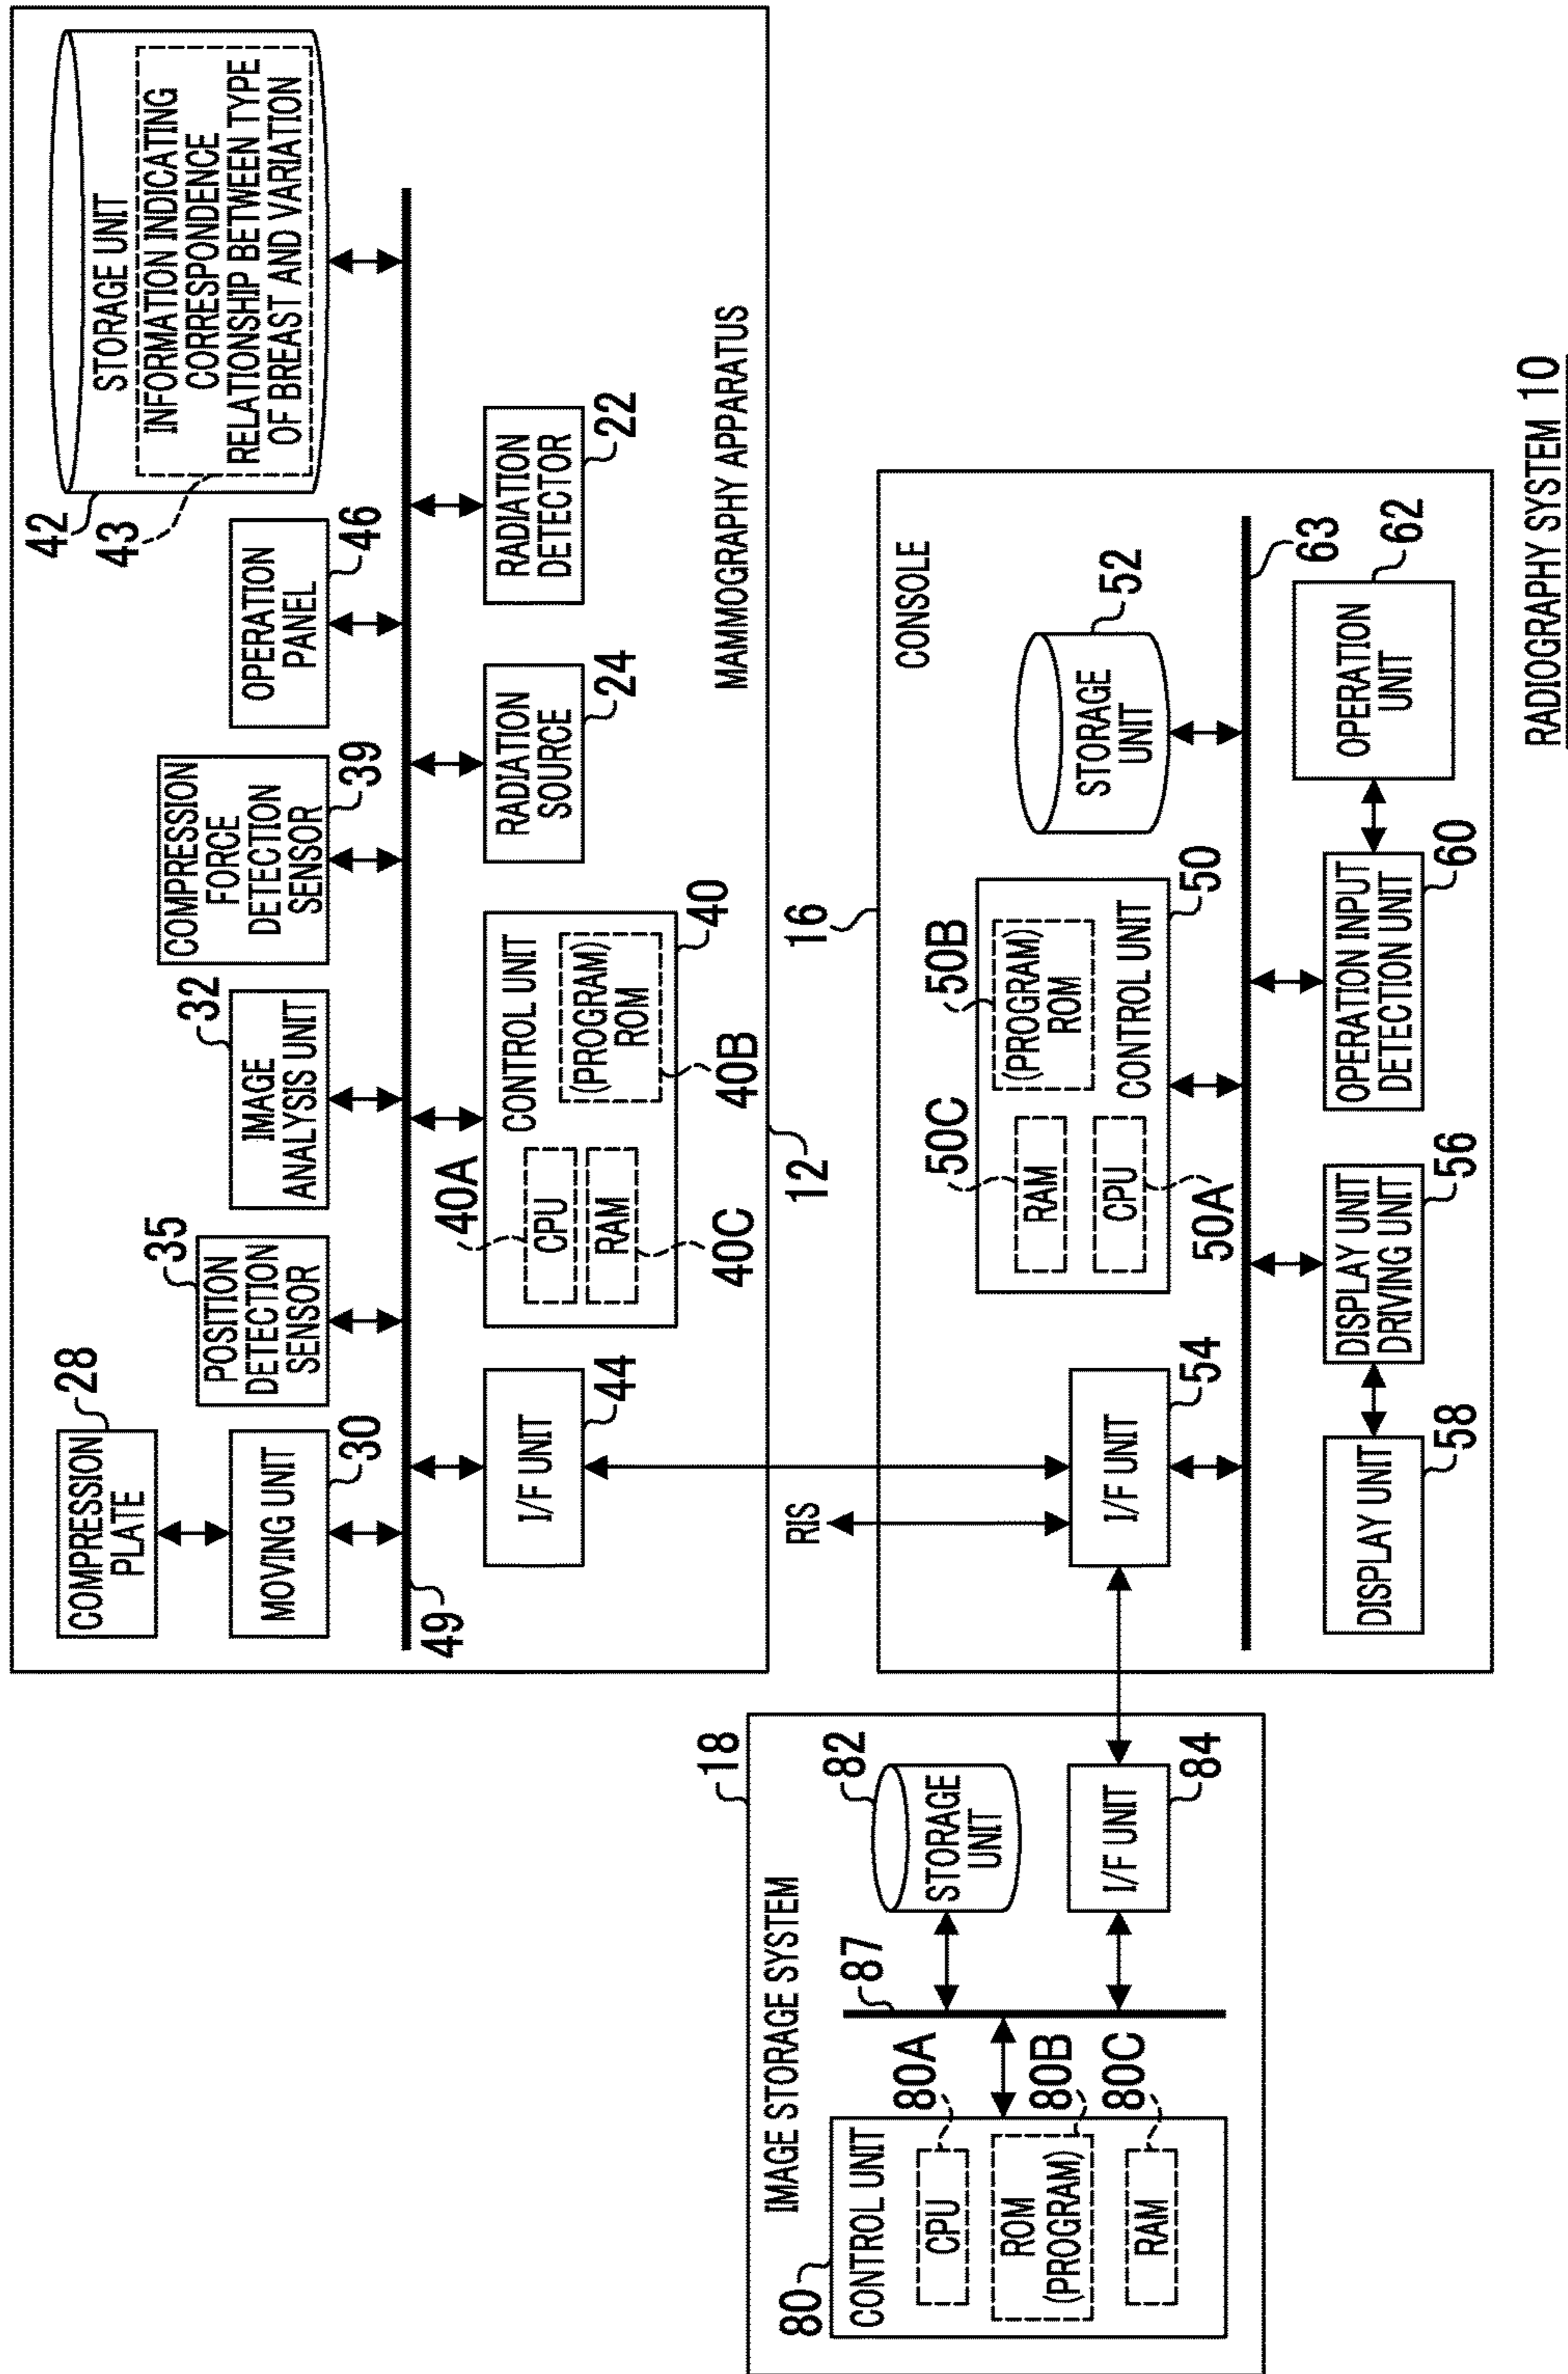 IMAGE STORAGE SYSTEM
18
80
CONTROL UNIT
CPU
80A
ROM
(PROGRAM)
80B
RAM
80C
87
STORAGE
UNIT
82
I/F UNIT
84
COMPRESSION
PLATE
28
MOVING UNIT
30
POSITION
DETECTION
SENSOR
35
IMAGE
ANALYSIS UNIT
32
COMPRESSION
FORCE
DETECTION
SENSOR
39
OPERATION
PANEL
46
42
43
STORAGE UNIT
INFORMATION INDICATING
CORRESPONDENCE
RELATIONSHIP BETWEEN TYPE
OF BREAST AND VARIATION
49
I/F UNIT
44
40A
CONTROL UNIT
CPU
RAM
40C
(PROGRAM)
ROM
40B
40
RADIATION
SOURCE
24
RADIATION
DETECTOR
22
MAMMOGRAPHY APPARATUS
12
RIS
16
CONSOLE
I/F UNIT
54
50C
50B
RAM
(PROGRAM)
ROM
CPU
CONTROL UNIT
50A
50
STORAGE
UNIT
52
63
DISPLAY UNIT
58
DISPLAY UNIT
DRIVING UNIT
56
OPERATION INPUT
DETECTION UNIT
60
OPERATION
UNIT
62
RADIOGRAPHY SYSTEM 10